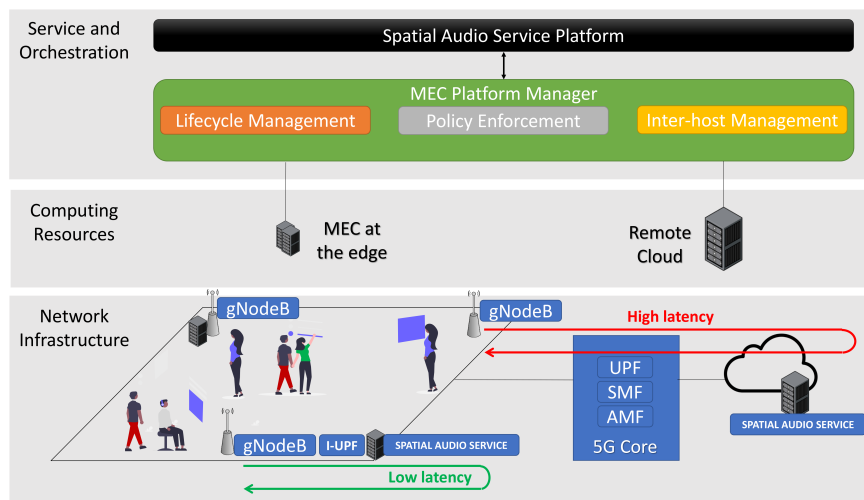 Service and
Orchestration
Spatial Audio Service Platform
MEC Platform Manager
Lifecycle Management
Policy Enforcement
Inter-host Management
Computing
Resources
MEC at
the edge
Remote
Cloud
Network
Infrastructure
gNodeB
gNodeB
High latency
UPF
SMF
AMF
5G Core
SPATIAL AUDIO SERVICE
gNodeB
I-UPF
SPATIAL AUDIO SERVICE
Low latency